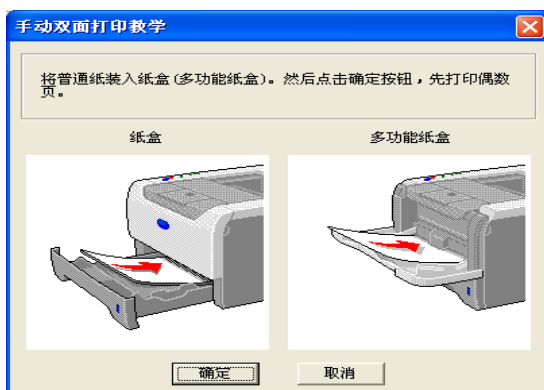 手动双面打印教学
将普通纸装入纸盒(多功能纸盒)。然后点击确定按钮，先打印偶数
页。
纸盒
多功能纸盒
确定
取消